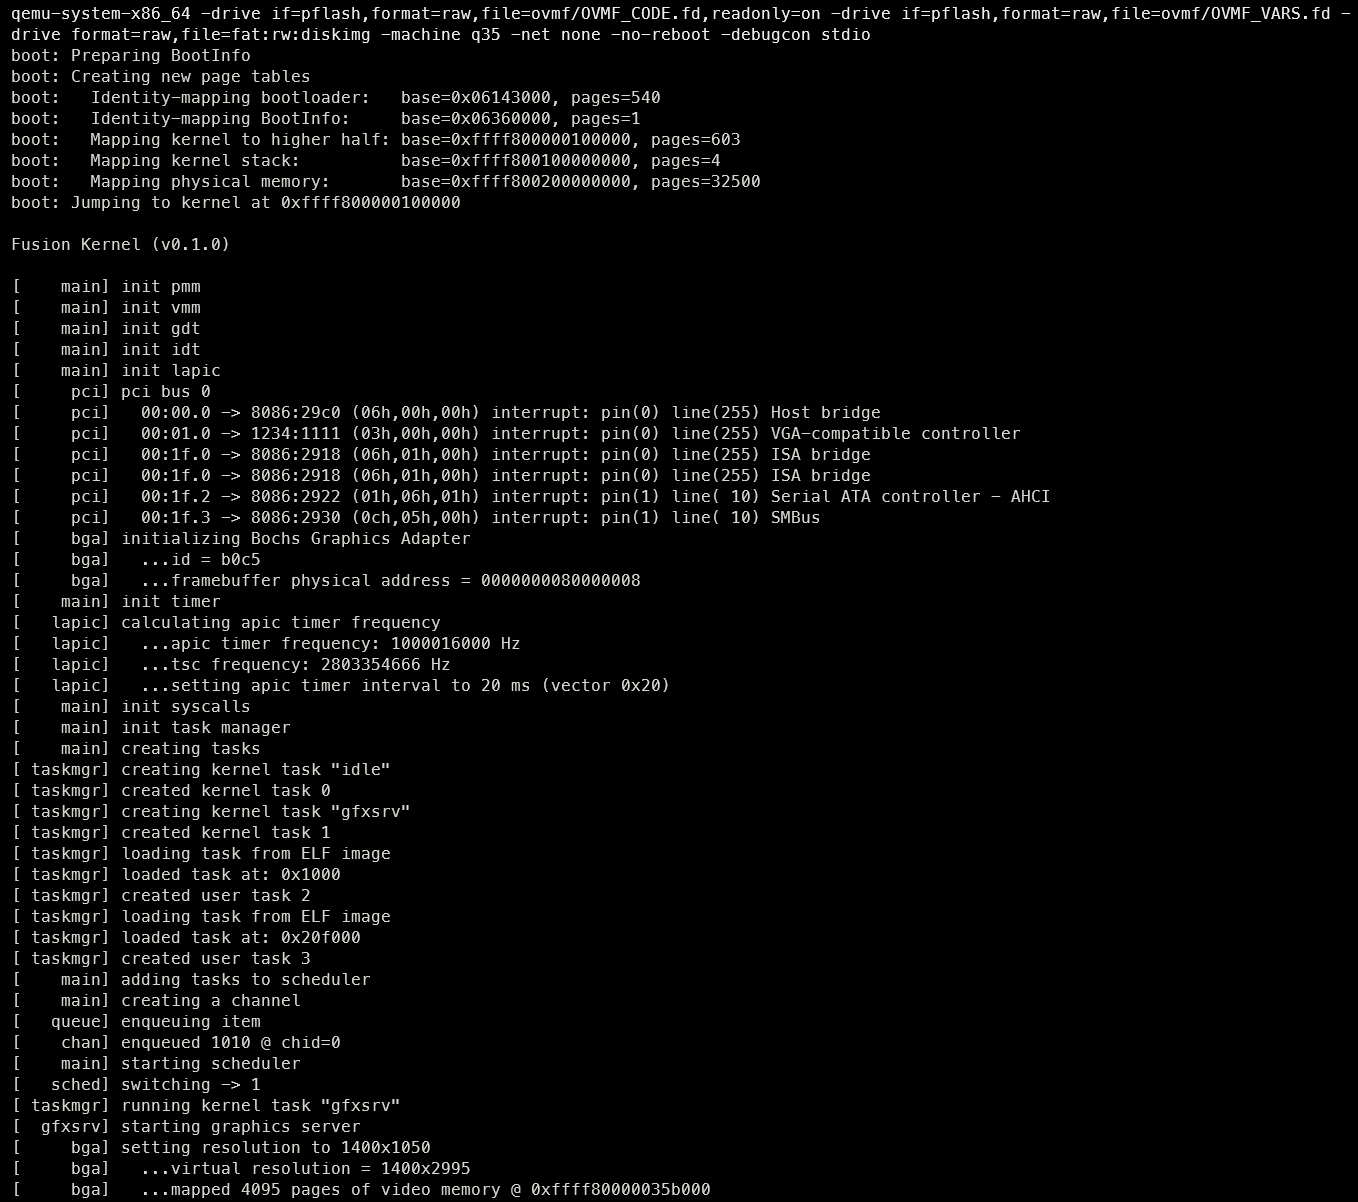 qemu-system-x86_64 -drive if=pflash,format=raw,file=ovmf/OVMF_CODE.fd,readonly=on -drive if=pflash,format=raw,file=ovmf/OVMF_VARS.fd -
drive format=raw,file=fat:rw:diskimg -machine q35 -net none -no-reboot -debugcon stdio
boot: Preparing BootInfo
boot: Creating new page tables
boot:   Identity-mapping bootloader:   base=0x06143000, pages=540
boot:   Identity-mapping BootInfo:     base=0x06360000, pages=1
boot:   Mapping kernel to higher half: base=0xffff800000100000, pages=603
boot:   Mapping kernel stack:          base=0xffff800100000000, pages=4
boot:   Mapping physical memory:       base=0xffff800200000000, pages=32500
boot: Jumping to kernel at 0xffff800000100000

Fusion Kernel (v0.1.0)

[    main] init pmm
[    main] init vmm
[    main] init gdt
[    main] init idt
[    main] init lapic
[     pci] pci bus 0
[     pci]   00:00.0 -> 8086:29c0 (06h,00h,00h) interrupt: pin(0) line(255) Host bridge
[     pci]   00:01.0 -> 1234:1111 (03h,00h,00h) interrupt: pin(0) line(255) VGA-compatible controller
[     pci]   00:1f.0 -> 8086:2918 (06h,01h,00h) interrupt: pin(0) line(255) ISA bridge
[     pci]   00:1f.0 -> 8086:2918 (06h,01h,00h) interrupt: pin(0) line(255) ISA bridge
[     pci]   00:1f.2 -> 8086:2922 (01h,06h,01h) interrupt: pin(1) line( 10) Serial ATA controller - AHCI
[     pci]   00:1f.3 -> 8086:2930 (0ch,05h,00h) interrupt: pin(1) line( 10) SMBus
[     bga] initializing Bochs Graphics Adapter
[     bga]   ...id = b0c5
[     bga]   ...framebuffer physical address = 0000000080000008
[    main] init timer
[   lapic] calculating apic timer frequency
[   lapic]   ...apic timer frequency: 1000016000 Hz
[   lapic]   ...tsc frequency: 2803354666 Hz
[   lapic]   ...setting apic timer interval to 20 ms (vector 0x20)
[    main] init syscalls
[    main] init task manager
[    main] creating tasks
[ taskmgr] creating kernel task "idle"
[ taskmgr] created kernel task 0
[ taskmgr] creating kernel task "gfxsrv"
[ taskmgr] created kernel task 1
[ taskmgr] loading task from ELF image
[ taskmgr] loaded task at: 0x1000
[ taskmgr] created user task 2
[ taskmgr] loading task from ELF image
[ taskmgr] loaded task at: 0x20f000
[ taskmgr] created user task 3
[    main] adding tasks to scheduler
[    main] creating a channel
[   queue] enqueuing item
[    chan] enqueued 1010 @ chid=0
[    main] starting scheduler
[   sched] switching -> 1
[ taskmgr] running kernel task "gfxsrv"
[  gfxsrv] starting graphics server
[     bga] setting resolution to 1400x1050
[     bga]   ...virtual resolution = 1400x2995
[     bga]   ...mapped 4095 pages of video memory @ 0xffff80000035b000